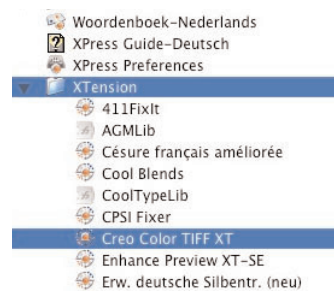 Woordenboek-Nederlands
XPress Guide-Deutsch
XPress Preferences
XTension
411FixIt
AGMLib
Césure français améliorée
Cool Blends
CoolTypeLib
CPSI Fixer
Creo Color TIFF XT
Enhance Preview XT-SE
Erw. deutsche Silbentr. (neu)